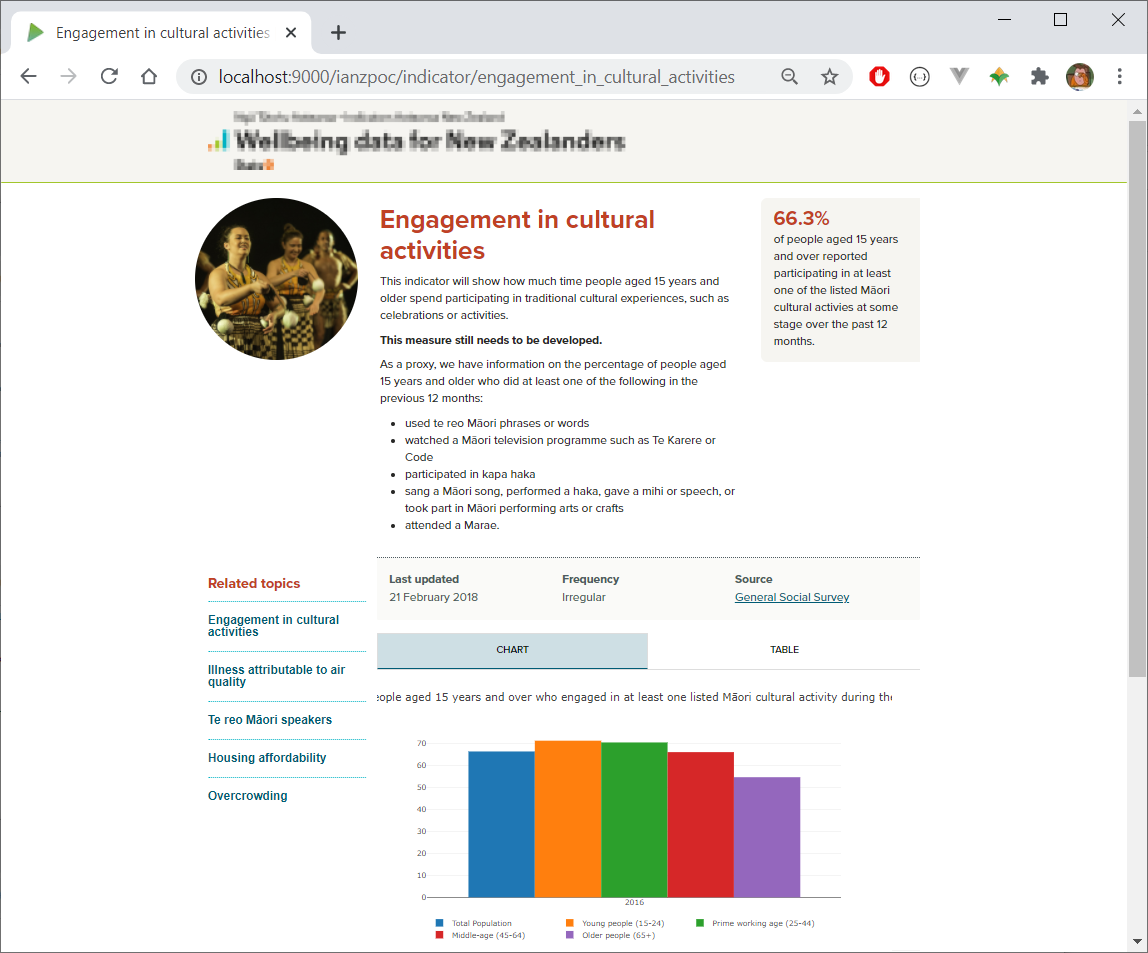 Engagement in cultural activities
localhost:9000/ianzpoc/indicator/engagement_in_cultural_activities
Wellbeing data for New Zealanders
Engagement in cultural
activities
This indicator will show how much time people aged 15 years and
older spend participating in traditional cultural experiences, such as
celebrations or activities.
This measure still needs to be developed.
As a proxy, we have information on the percentage of people aged
15 years and older who did at least one of the following in the
previous 12 months:
used te reo Māori phrases or words
watched a Māori television programme such as Te Karere or
Code
participated in kapa haka
sang a Māori song, performed a haka, gave a mihi or speech, or
took part in Māori performing arts or crafts
attended a Marae.
66.3%
of people aged 15 years
and over reported
participating in at least
one of the listed Māori
cultural activies at some
stage over the past 12
months.
Related topics
Engagement in cultural
activities
Illness attributable to air
quality
Te reo Māori speakers
Housing affordability
Overcrowding
Last updated
21 February 2018
Frequency
Irregular
Source
General Social Survey
CHART
TABLE
eople aged 15 years and over who engaged in at least one listed Māori cultural activity during the
70
60
50
40
30
20
10
0
2016
Total Population
Young people (15-24)
Prime working age (25-44)
Middle-age (45-64)
Older people (65+)